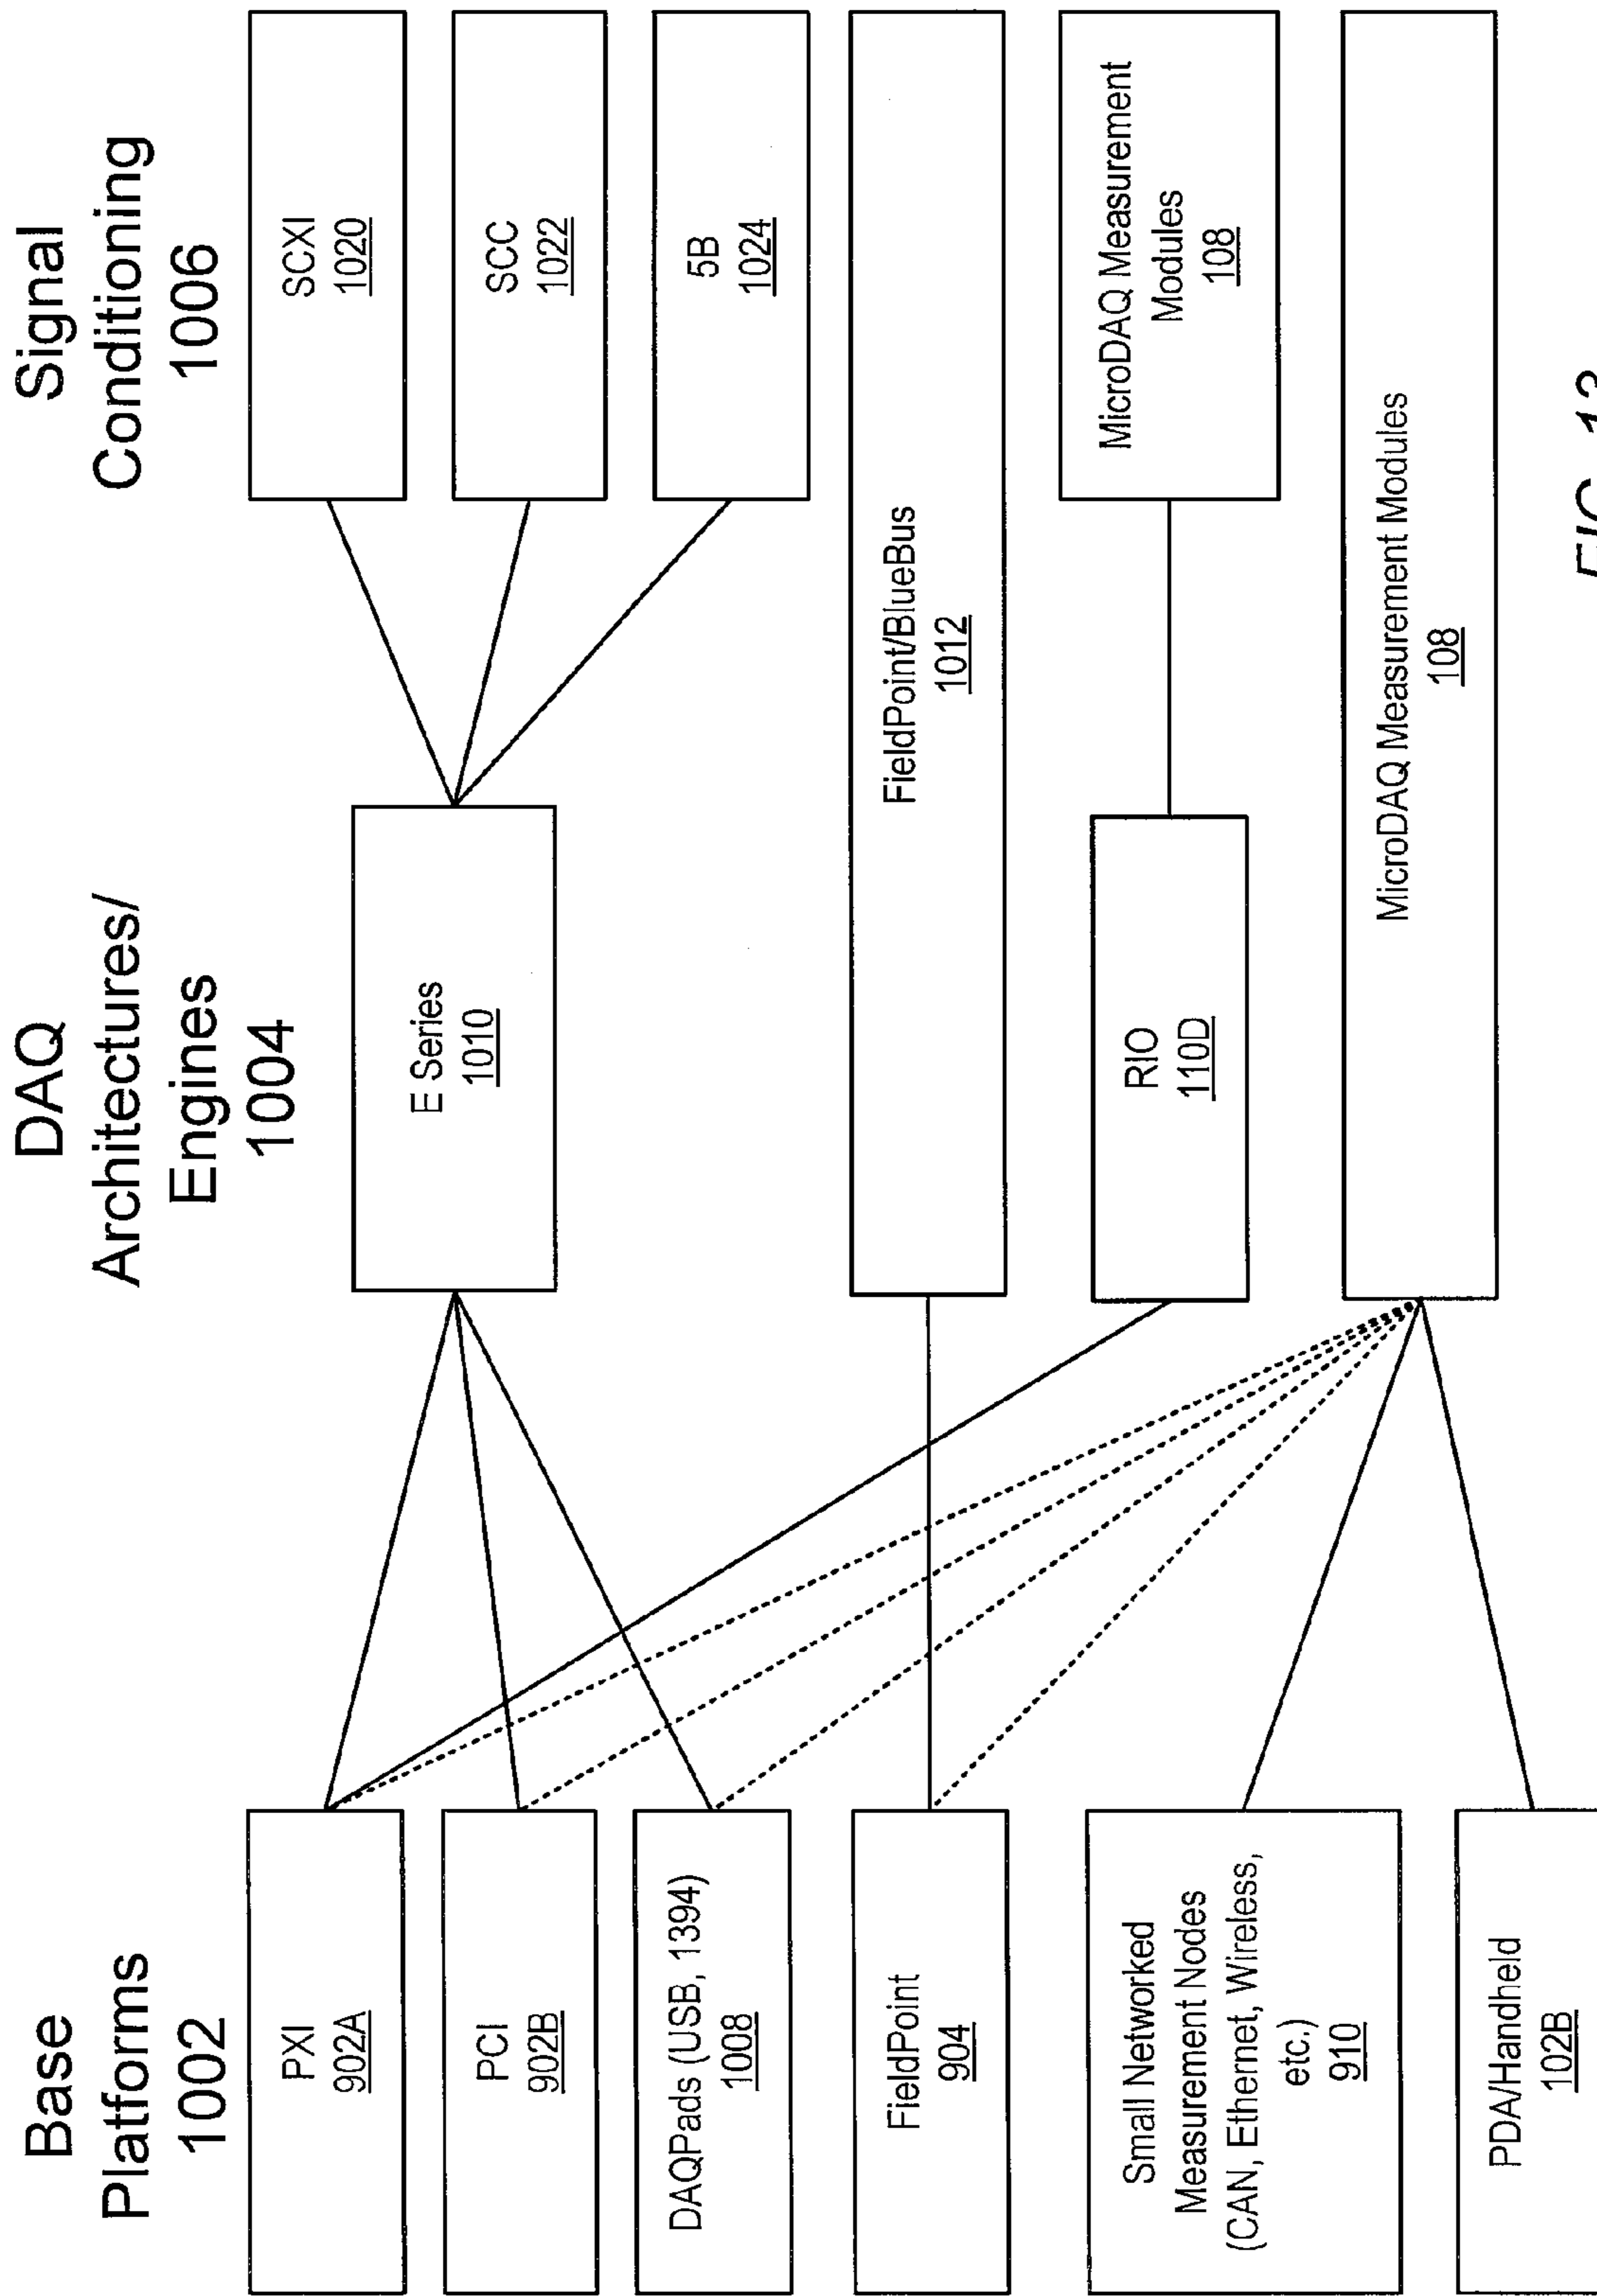 Base
Platforms
1002
DAQ
Architectures/
Engines
1004
Signal
Conditioning
1006
PXI
902A
PCI
902B
DAQPads (USB, 1394)
1008
FieldPoint
904
Small Networked
Measurement Nodes
(CAN, Ethernet, Wireless,
etc.)
910
PDA/Handheld
102B
E Series
1010
FieldPoint/BlueBus
1012
RIO
110D
MicroDAQ Measurement Modules
108
SCXI
1020
SCC
1022
5B
1024
MicroDAQ Measurement
Modules
108
FIG. 13